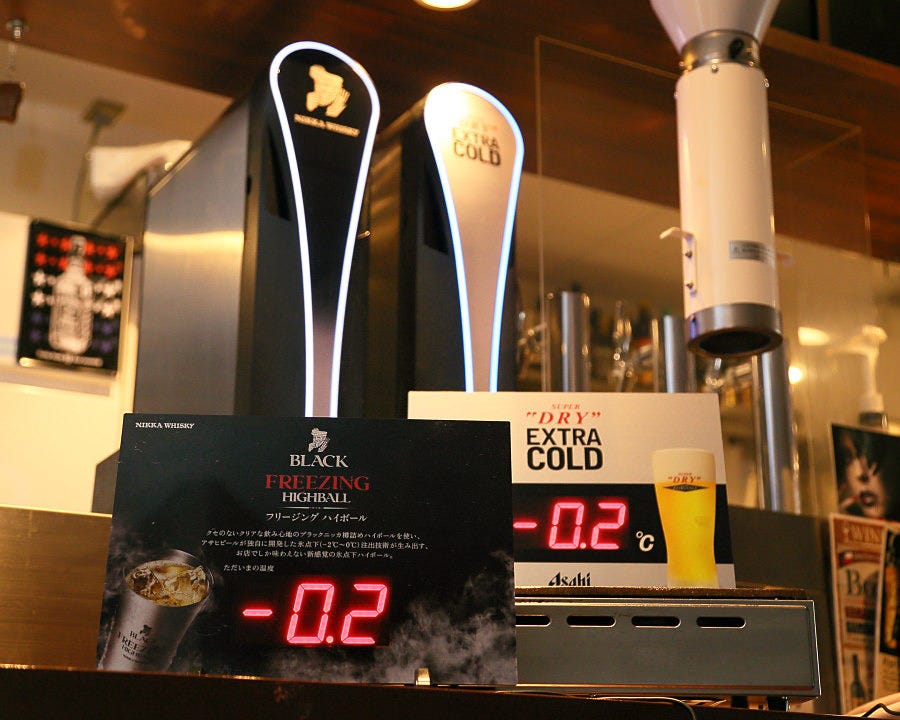 NIKKA WHISKY
EXTRA
COLD
NIKKA WHISKY
BLACK
FREEZING
HIGHBALL
フリージング ハイボール
クセのないクリアな飲み心地のブラックニッカ樽詰めハイボールを使い、
アサヒビールが独自に開発した氷点下(-2℃~0℃)注出技術が生み出す、
お店でしか味わえない新感覚の氷点下ハイボール。
ただいまの温度
-0.2
BLACK
FREEZING
HIGHBALL
SUPER
"DRY"
EXTRA
COLD
-0.2 ℃
SUPER
"DRY"
Asahi